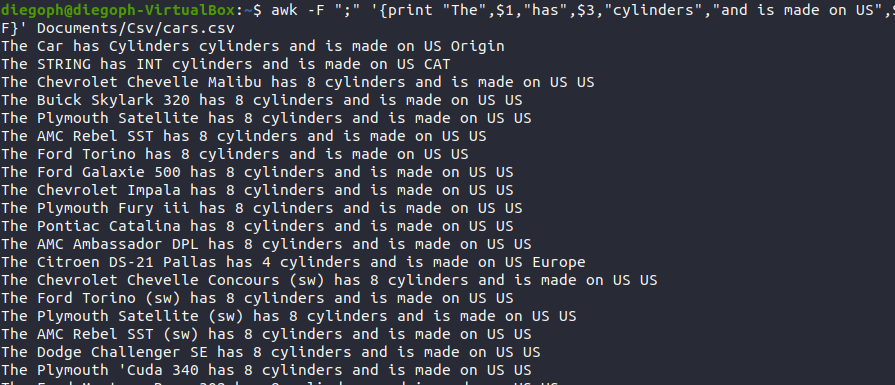 diegoph@diegoph-VirtualBox:~$ awk -F ";" '{print "The",$1,"has",$3,"cylinders","and is made on US",$
F}' Documents/Csv/cars.csv
The Car has Cylinders cylinders and is made on US Origin
The STRING has INT cylinders and is made on US CAT
The Chevrolet Chevelle Malibu has 8 cylinders and is made on US US
The Buick Skylark 320 has 8 cylinders and is made on US US
The Plymouth Satellite has 8 cylinders and is made on US US
The AMC Rebel SST has 8 cylinders and is made on US US
The Ford Torino has 8 cylinders and is made on US US
The Ford Galaxie 500 has 8 cylinders and is made on US US
The Chevrolet Impala has 8 cylinders and is made on US US
The Plymouth Fury iii has 8 cylinders and is made on US US
The Pontiac Catalina has 8 cylinders and is made on US US
The AMC Ambassador DPL has 8 cylinders and is made on US US
The Citroen DS-21 Pallas has 4 cylinders and is made on US Europe
The Chevrolet Chevelle Concours (sw) has 8 cylinders and is made on US US
The Ford Torino (sw) has 8 cylinders and is made on US US
The Plymouth Satellite (sw) has 8 cylinders and is made on US US
The AMC Rebel SST (sw) has 8 cylinders and is made on US US
The Dodge Challenger SE has 8 cylinders and is made on US US
The Plymouth 'Cuda 340 has 8 cylinders and is made on US US